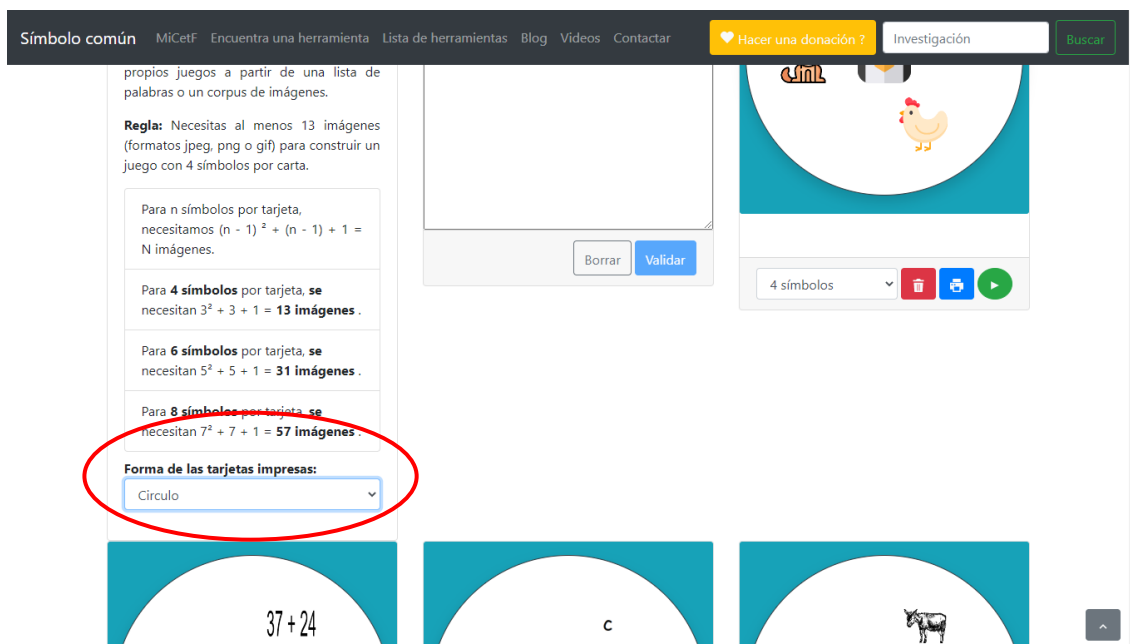 Símbolo común MiCetF Encuentra una herramienta Lista de herramientas Blog Videos Contactar Hacer una donación ? Investigación Buscar
propios juegos a partir de una lista de
palabras o un corpus de imágenes.
Regla: Necesitas al menos 13 imágenes
(formatos jpeg, png o gif) para construir un
juego con 4 símbolos por carta.
Para n símbolos por tarjeta,
necesitamos (n - 1) ² + (n - 1) + 1 =
N imágenes.
Para 4 símbolos por tarjeta, se
necesitan 3² + 3 + 1 = 13 imágenes .
Para 6 símbolos por tarjeta, se
necesitan 5² + 5 + 1 = 31 imágenes .
Para 8 símbolos por tarjeta, se
necesitan 7² + 7 + 1 = 57 imágenes .
Forma de las tarjetas impresas:
Circulo
Borrar Validar
4 símbolos
37 + 24
c